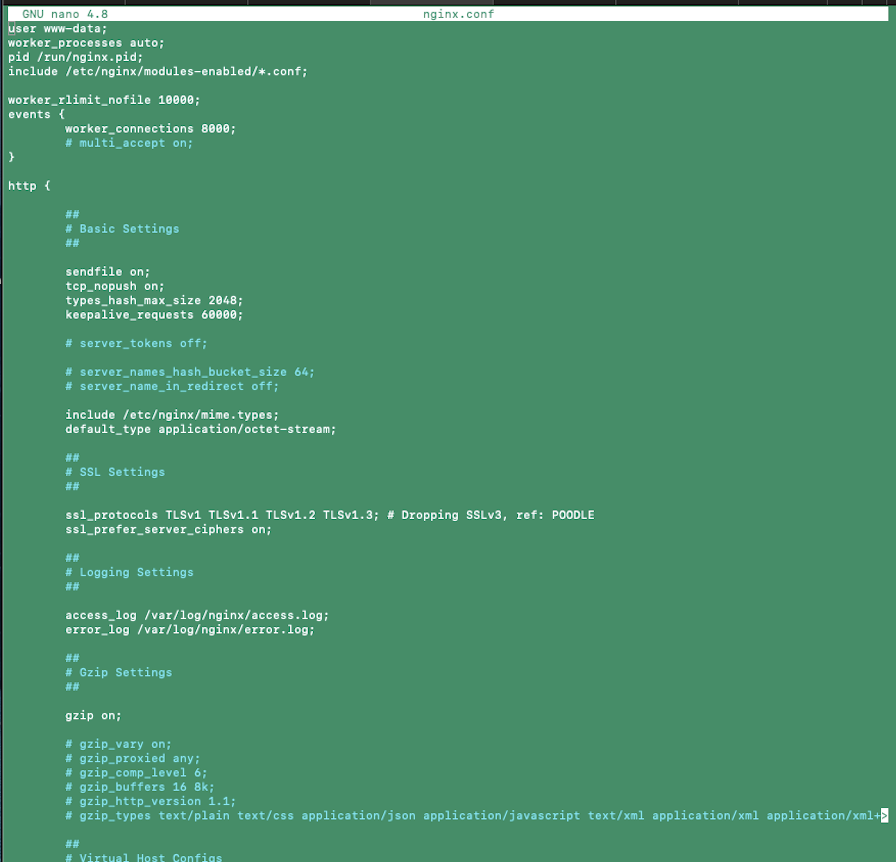 GNU nano 4.8 nginx.conf
user www-data;
worker_processes auto;
pid /run/nginx.pid;
include /etc/nginx/modules-enabled/*.conf;
worker_rlimit_nofile 10000;
events {
worker_connections 8000;
# multi_accept on;
}
http {
##
# Basic Settings
##
sendfile on;
tcp_nopush on;
types_hash_max_size 2048;
keepalive_requests 60000;
# server_tokens off;
# server_names_hash_bucket_size 64;
# server_name_in_redirect off;
include /etc/nginx/mime.types;
default_type application/octet-stream;
##
# SSL Settings
##
ssl_protocols TLSv1 TLSv1.1 TLSv1.2 TLSv1.3; # Dropping SSLv3, ref: POODLE
ssl_prefer_server_ciphers on;
##
# Logging Settings
##
access_log /var/log/nginx/access.log;
error_log /var/log/nginx/error.log;
##
# Gzip Settings
##
gzip on;
# gzip_vary on;
# gzip_proxied any;
# gzip_comp_level 6;
# gzip_buffers 16 8k;
# gzip_http_version 1.1;
# gzip_types text/plain text/css application/json application/javascript text/xml application/xml application/xml+>
##
# Virtual Host Configs